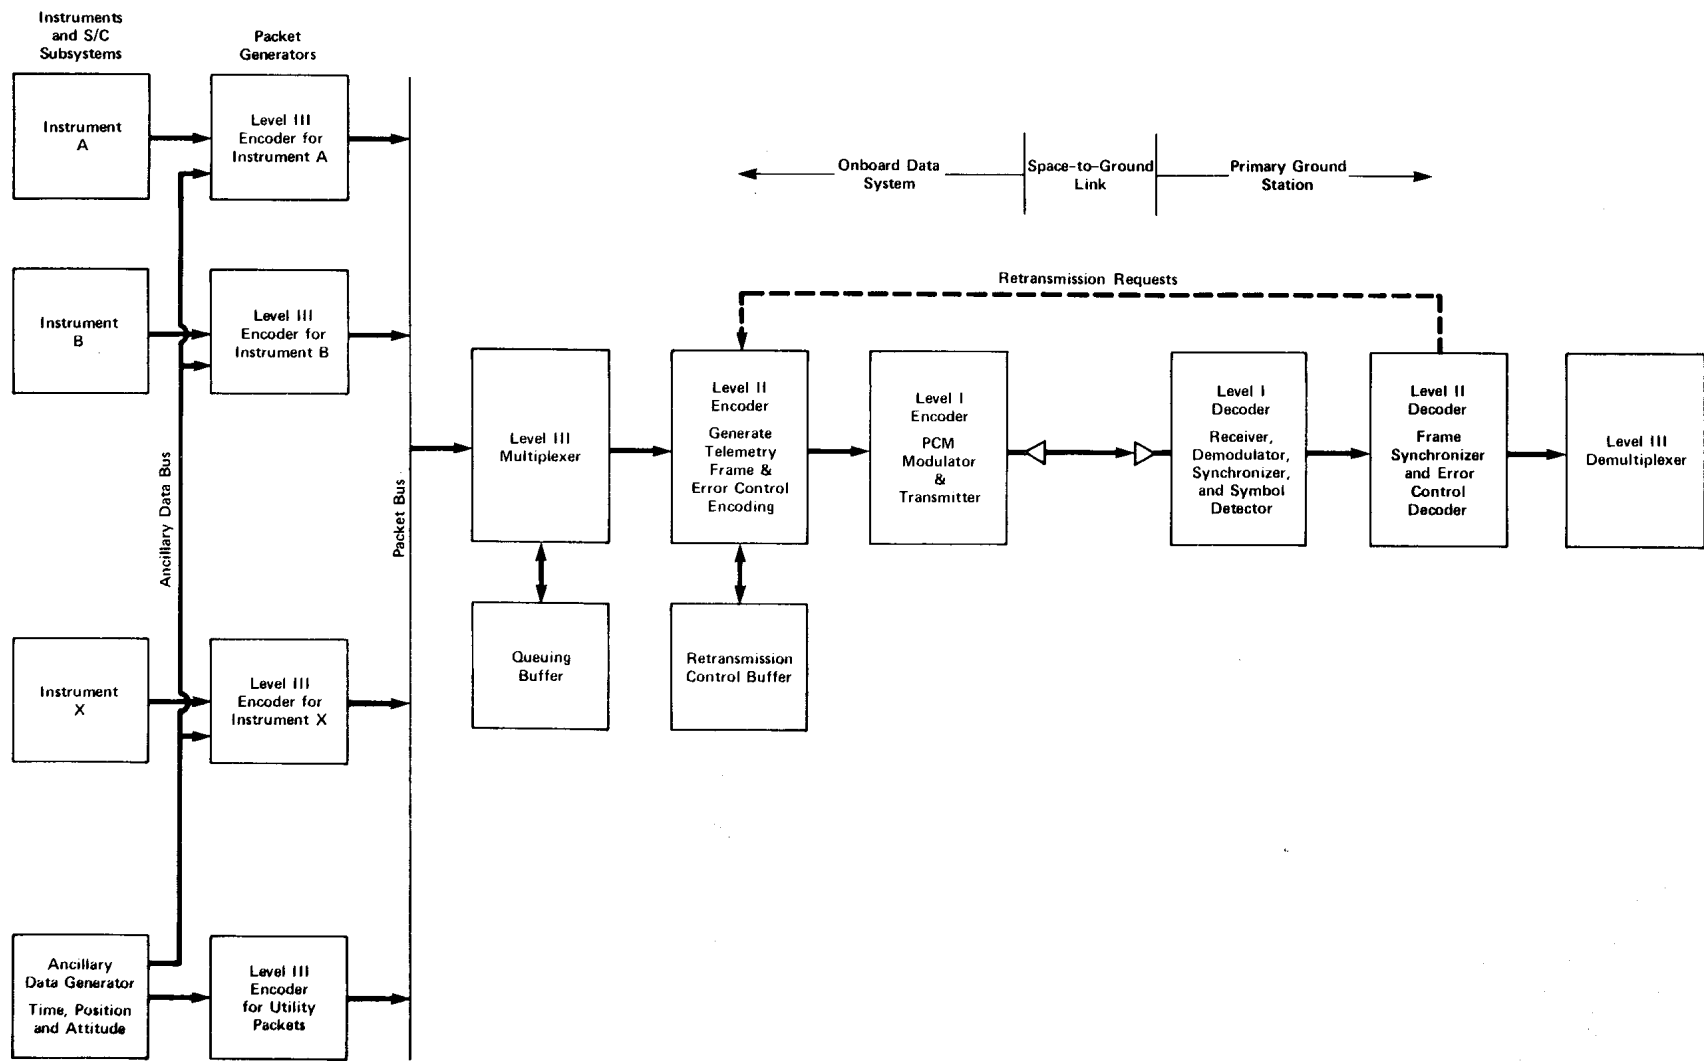 Instruments
and S/C
Subsystems
Packet
Generators
Instrument
A
Level III
Encoder for
Instrument A
Onboard Data
System
Space-to-Ground
Link
Primary Ground
Station
Instrument
B
Level III
Encoder for
Instrument B
Retransmission Requests
Ancillary Data Bus
Packet Bus
Level III
Multiplexer
Level II
Encoder
Generate
Telemetry
Frame &
Error Control
Encoding
Level I
Encoder
PCM
Modulator
&
Transmitter
Level I
Decoder
Receiver,
Demodulator,
Synchronizer,
and Symbol
Detector
Level II
Decoder
Frame
Synchronizer
and Error
Control
Decoder
Level III
Demultiplexer
Queuing
Buffer
Retransmission
Control Buffer
Instrument
X
Level III
Encoder for
Instrument X
Ancillary
Data Generator
Time, Position
and Attitude
Level III
Encoder
for Utility
Packets